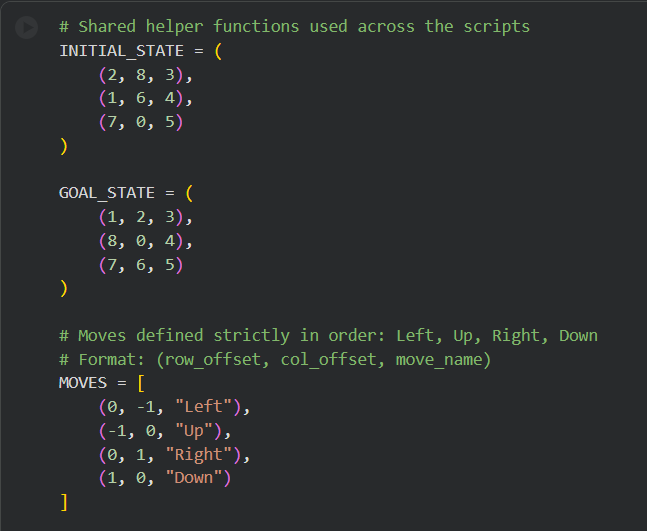 # Shared helper functions used across the scripts
INITIAL_STATE = (
    (2, 8, 3),
    (1, 6, 4),
    (7, 0, 5)
)
GOAL_STATE = (
    (1, 2, 3),
    (8, 0, 4),
    (7, 6, 5)
)
# Moves defined strictly in order: Left, Up, Right, Down
# Format: (row_offset, col_offset, move_name)
MOVES = [
    (0, -1, "Left"),
    (-1, 0, "Up"),
    (0, 1, "Right"),
    (1, 0, "Down")
]